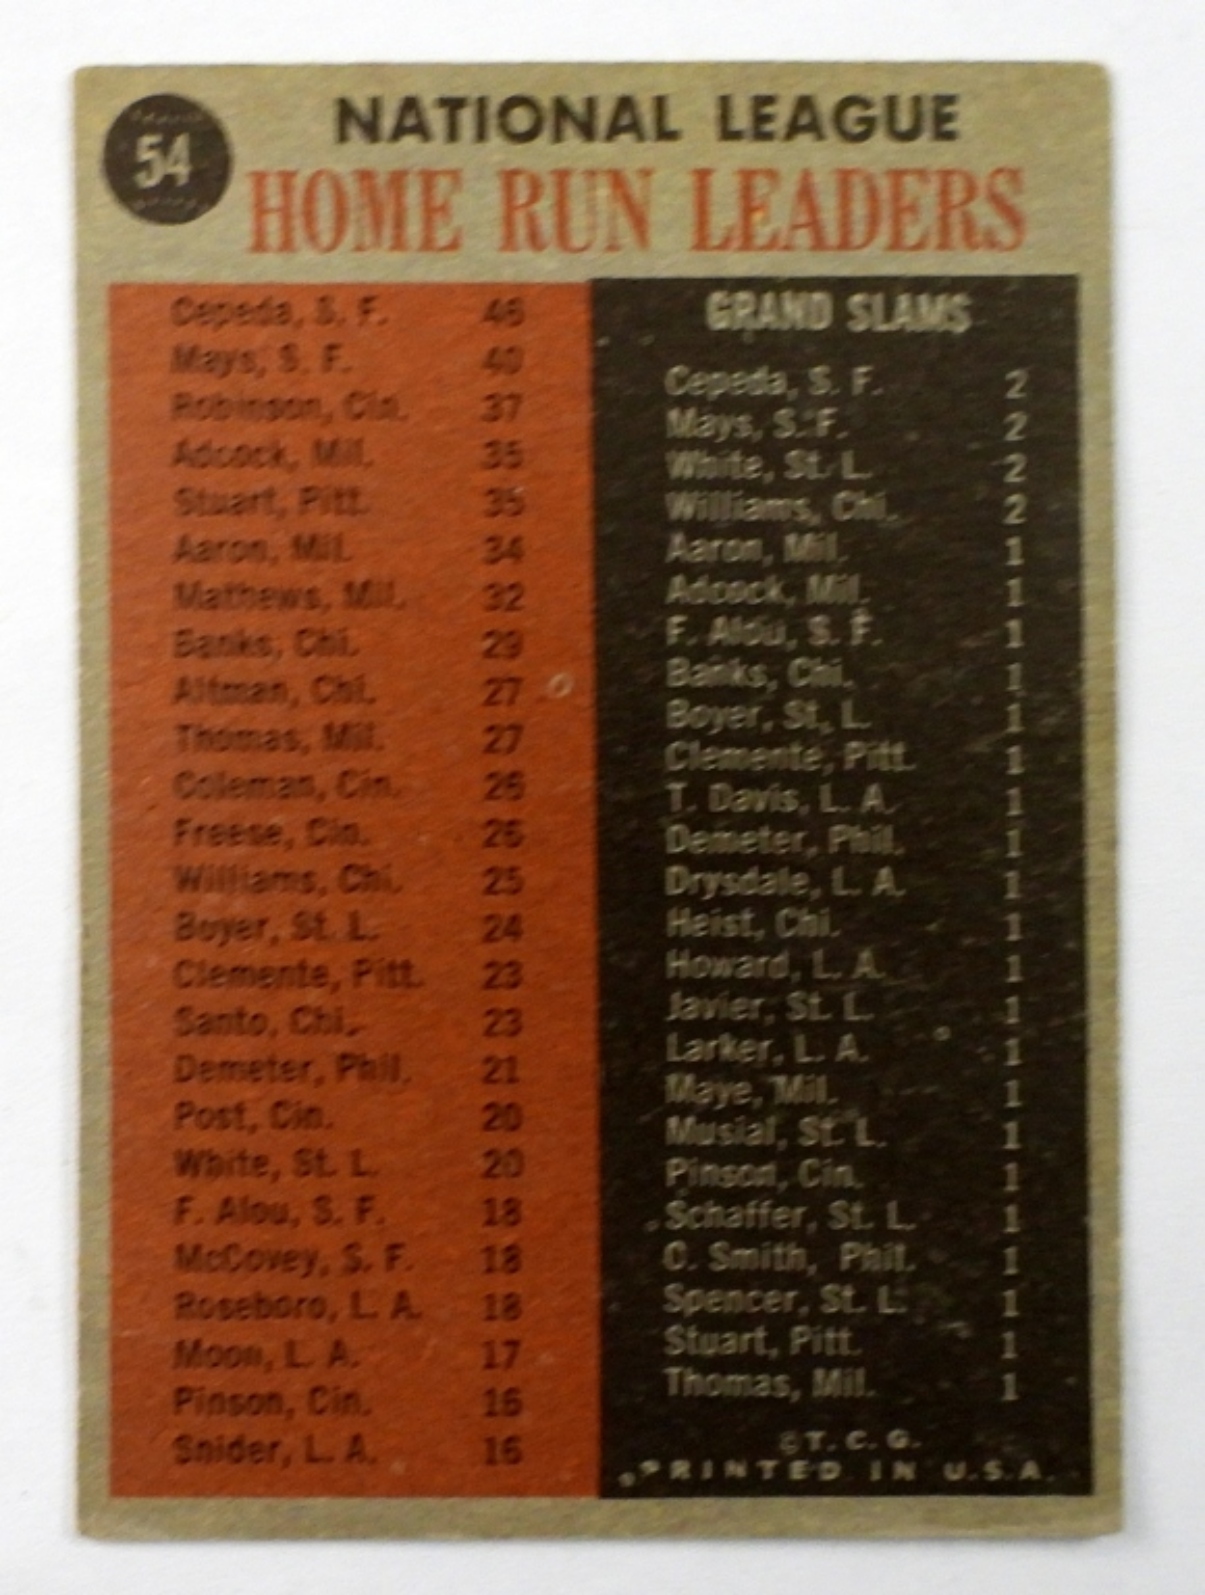 54
NATIONAL LEAGUE
HOME RUN LEADERS
Cepeda, S. F. 46
Mays, S. F. 40
Robinson, Cin. 37
Adcock, Mil. 35
Stuart, Pitt. 35
Aaron, Mil. 34
Mathews, Mil. 32
Banks, Chi. 29
Altman, Chi. 27
Thomas, Mil. 27
Coleman, Cin. 26
Freese, Cin. 26
Williams, Chi. 25
Boyer, St. L. 24
Clemente, Pitt. 23
Santo, Chi. 23
Demeter, Phil. 21
Post, Cin. 20
White, St. L. 20
F. Alou, S. F. 18
McCovey, S. F. 18
Roseboro, L. A. 18
Moon, L. A. 17
Pinson, Cin. 16
Snider, L. A. 16
GRAND SLAMS
Cepeda, S. F. 2
Mays, S. F. 2
White, St. L. 2
Williams, Chi. 2
Aaron, Mil. 1
Adcock, Mil. 1
F. Alou, S. F. 1
Banks, Chi. 1
Boyer, St. L. 1
Clemente, Pitt. 1
T. Davis, L. A. 1
Demeter, Phil. 1
Drysdale, L. A. 1
Heist, Chi. 1
Howard, L. A. 1
Javier, St. L. 1
Larker, L. A. 1
Maye, Mil. 1
Musial, St. L. 1
Pinson, Cin. 1
Schaffer, St. L. 1
C. Smith, Phil. 1
Spencer, St. L. 1
Stuart, Pitt. 1
Thomas, Mil. 1
©T. C. G.
PRINTED IN U.S.A.